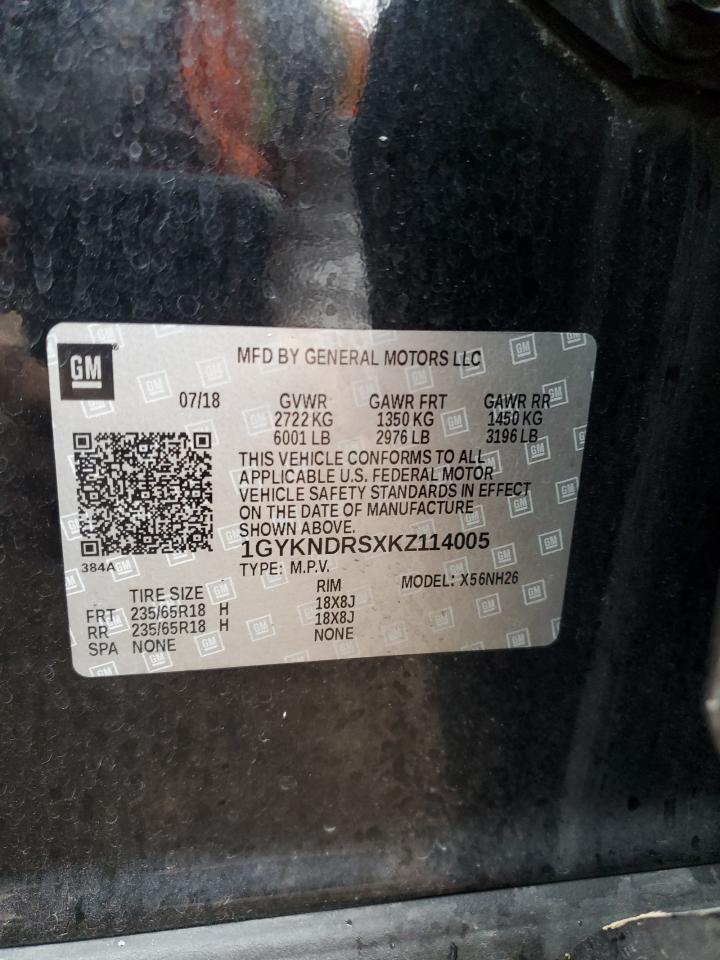 GM
MFD BY GENERAL MOTORS LLC
07/18 GVWR GAWR FRT GAWR RR
2722 KG 1350 KG 1450 KG
6001 LB 2976 LB 3196 LB
THIS VEHICLE CONFORMS TO ALL
APPLICABLE U.S. FEDERAL MOTOR
VEHICLE SAFETY STANDARDS IN EFFECT
ON THE DATE OF MANUFACTURE
SHOWN ABOVE.
1GYKNDRSXKZ114005
384A
TYPE: M.P.V. MODEL: X56NH26
TIRE SIZE RIM
FRT 235/65R18 H 18X8J
RR 235/65R18 H 18X8J
SPA NONE NONE